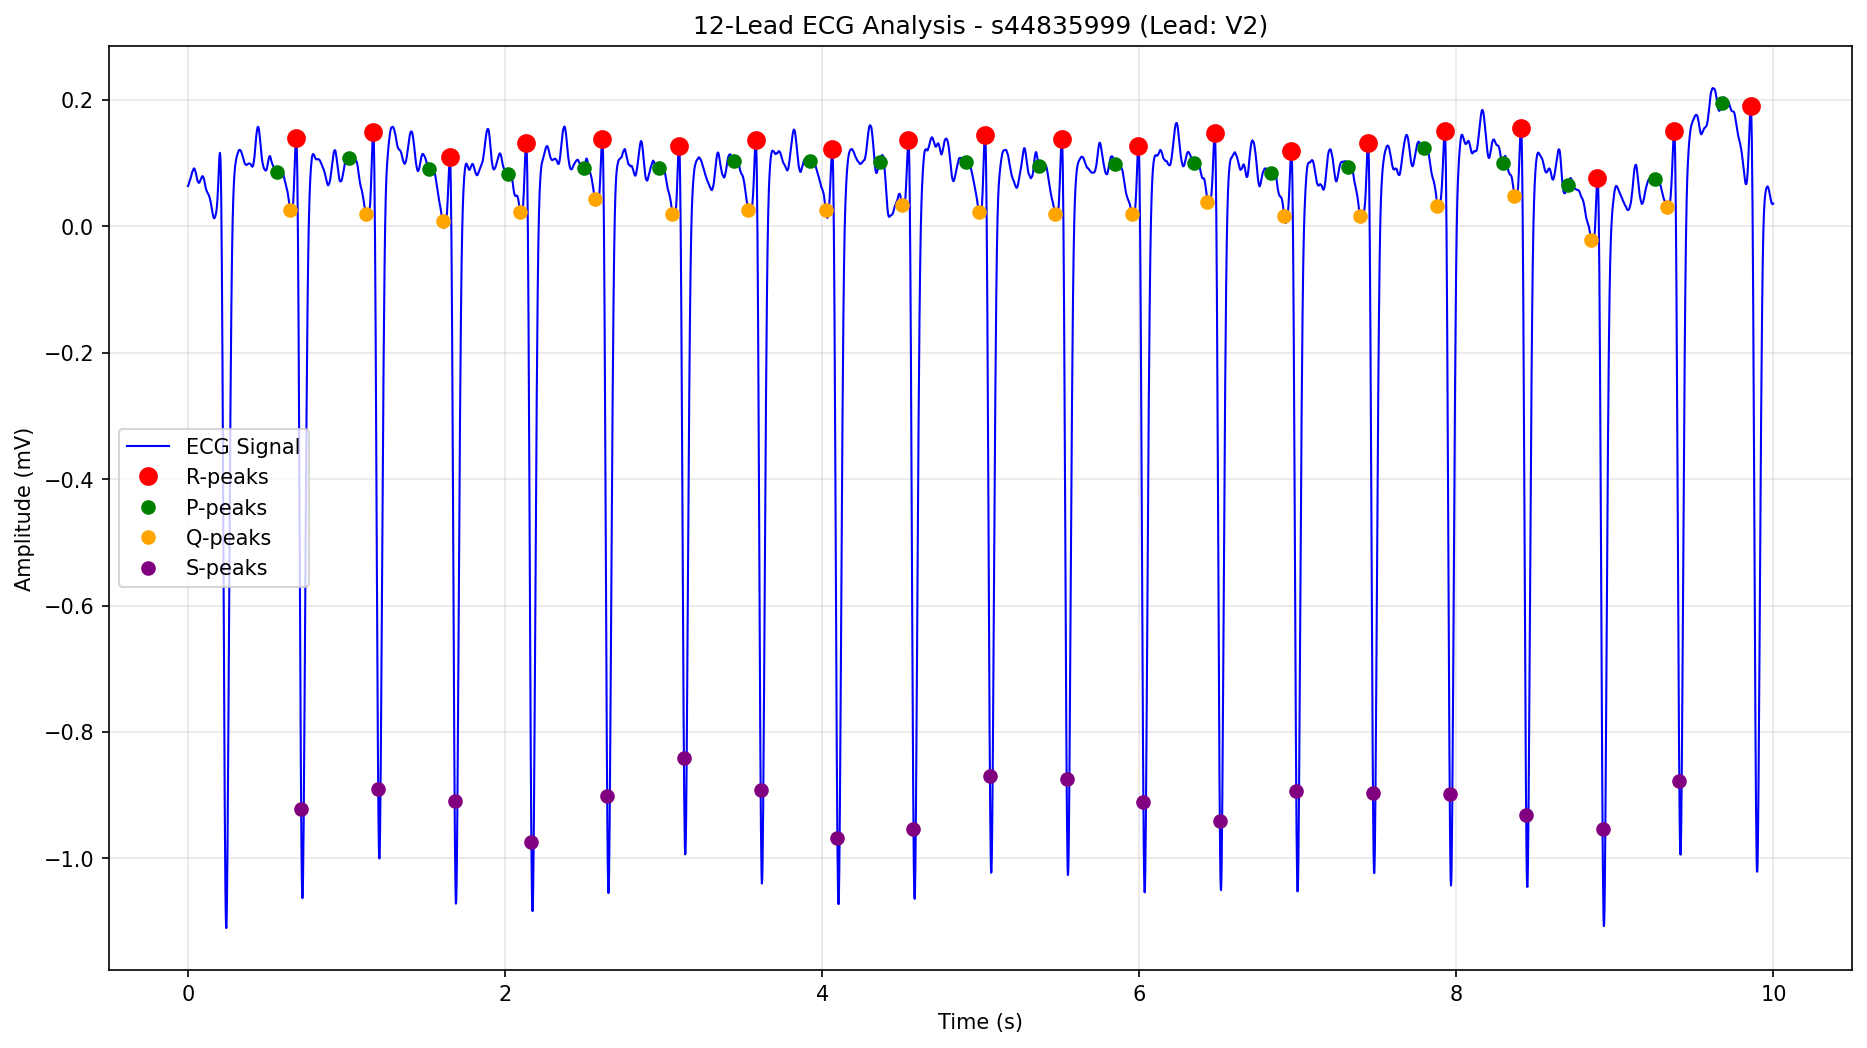 12-Lead ECG Analysis - s44835999 (Lead: V2)
0.2
0.0
−0.2
−0.4
−0.6
−0.8
−1.0
Amplitude (mV)
ECG Signal
R-peaks
P-peaks
Q-peaks
S-peaks
0
2
4
6
8
10
Time (s)